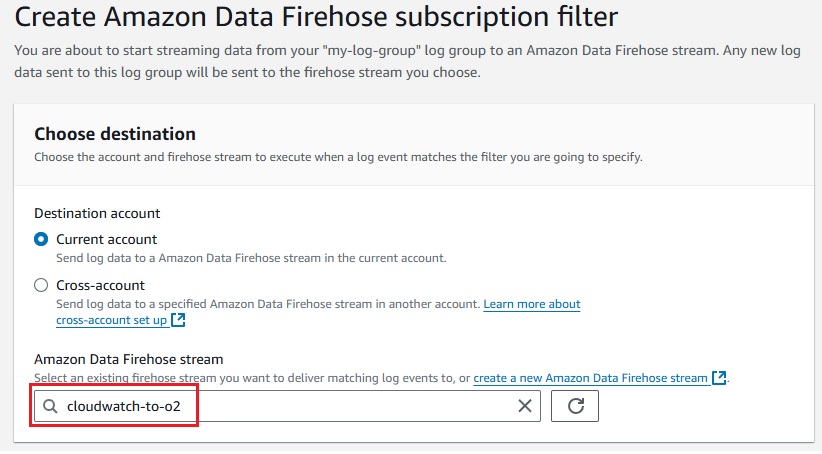 Create Amazon Data Firehose subscription filter
You are about to start streaming data from your "my-log-group" log group to an Amazon Data Firehose stream. Any new log
data sent to this log group will be sent to the firehose stream you choose.
Choose destination
Choose the account and firehose stream to execute when a log event matches the filter you are going to specify.
Destination account
Current account
Send log data to a Amazon Data Firehose stream in the current account.
Cross-account
Send log data to a specified Amazon Data Firehose stream in another account. Learn more about
cross-account set up
Amazon Data Firehose stream
Select an existing firehose stream you want to deliver matching log events to, or create a new Amazon Data Firehose stream.
cloudwatch-to-o2